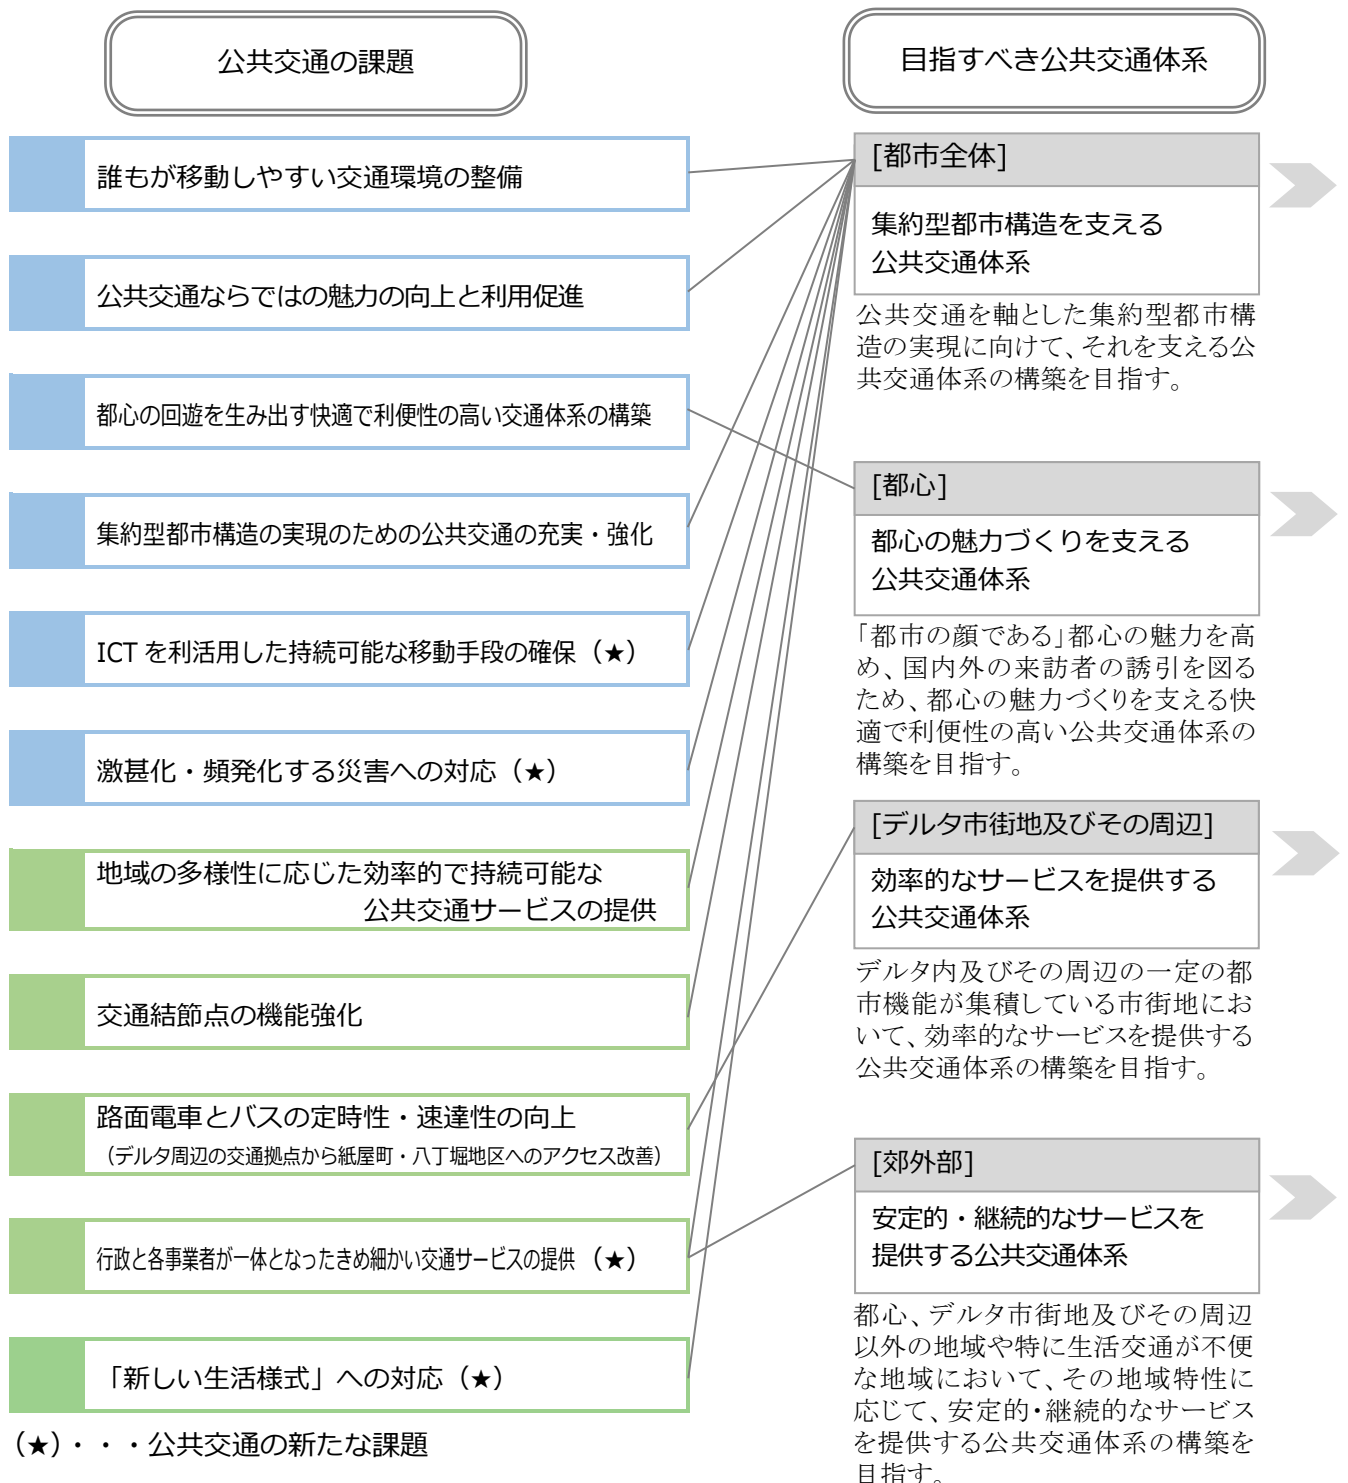 公共交通の課題
誰もが移動しやすい交通環境の整備
公共交通ならではの魅力の向上と利用促進
都心の回遊を生み出す快適で利便性の高い交通体系の構築
集約型都市構造の実現のための公共交通の充実・強化
ICTを利活用した持続可能な移動手段の確保（★）
激甚化・頻発化する災害への対応（★）
地域の多様性に応じた効率的で持続可能な
公共交通サービスの提供
交通結節点の機能強化
路面電車とバスの定時性・速達性の向上
（デルタ周辺の交通拠点から紙屋町・八丁堀地区へのアクセス改善）
行政と各事業者が一体となったきめ細かい交通サービスの提供（★）
「新しい生活様式」への対応（★）
（★）・・・公共交通の新たな課題
目指すべき公共交通体系
[都市全体]
集約型都市構造を支える
公共交通体系
公共交通を軸とした集約型都市構
造の実現に向けて、それを支える公
共交通体系の構築を目指す。
[都心]
都心の魅力づくりを支える
公共交通体系
「都市の顔である」都心の魅力を高
め、国内外の来訪者の誘引を図る
ため、都心の魅力づくりを支える快
適で利便性の高い公共交通体系の
構築を目指す。
[デルタ市街地及びその周辺]
効率的なサービスを提供する
公共交通体系
デルタ内及びその周辺の一定の都
市機能が集積している市街地にお
いて、効率的なサービスを提供する
公共交通体系の構築を目指す。
[郊外部]
安定的・継続的なサービスを
提供する公共交通体系
都心、デルタ市街地及びその周辺
以外の地域や特に生活交通が不便
な地域において、その地域特性に
応じて、安定的・継続的なサービス
を提供する公共交通体系の構築を
目指す。